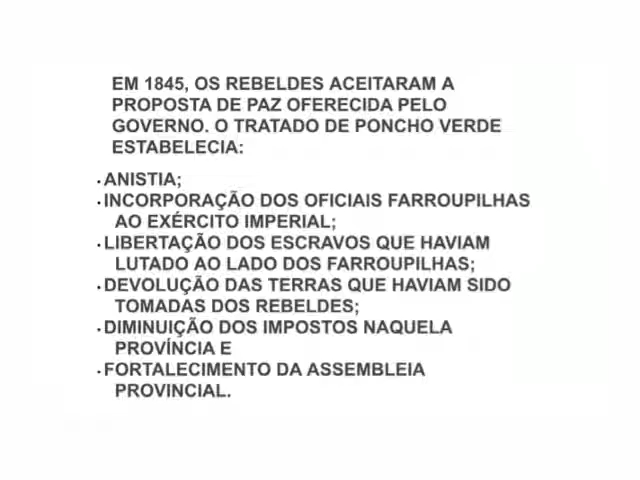 EM 1845, OS REBELDES ACEITARAM A
PROPOSTA DE PAZ OFERECIDA PELO
GOVERNO. O TRATADO DE PONCHO VERDE
ESTABELECIA:
• ANISTIA;
• INCORPORAÇÃO DOS OFICIAIS FARROUPILHAS
AO EXÉRCITO IMPERIAL;
• LIBERTAÇÃO DOS ESCRAVOS QUE HAVIAM
LUTADO AO LADO DOS FARROUPILHAS;
• DEVOLUÇÃO DAS TERRAS QUE HAVIAM SIDO
TOMADAS DOS REBELDES;
• DIMINUIÇÃO DOS IMPOSTOS NAQUELA
PROVÍNCIA E
• FORTALECIMENTO DA ASSEMBLEIA
PROVINCIAL.